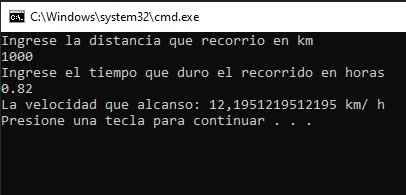 C:\Windows\system32\cmd.exe
Ingrese la distancia que recorrio en km
1000
Ingrese el tiempo que duro el recorrido en horas
0.82
La velocidad que alcanso: 12,1951219512195 km/ h
Presione una tecla para continuar . . .